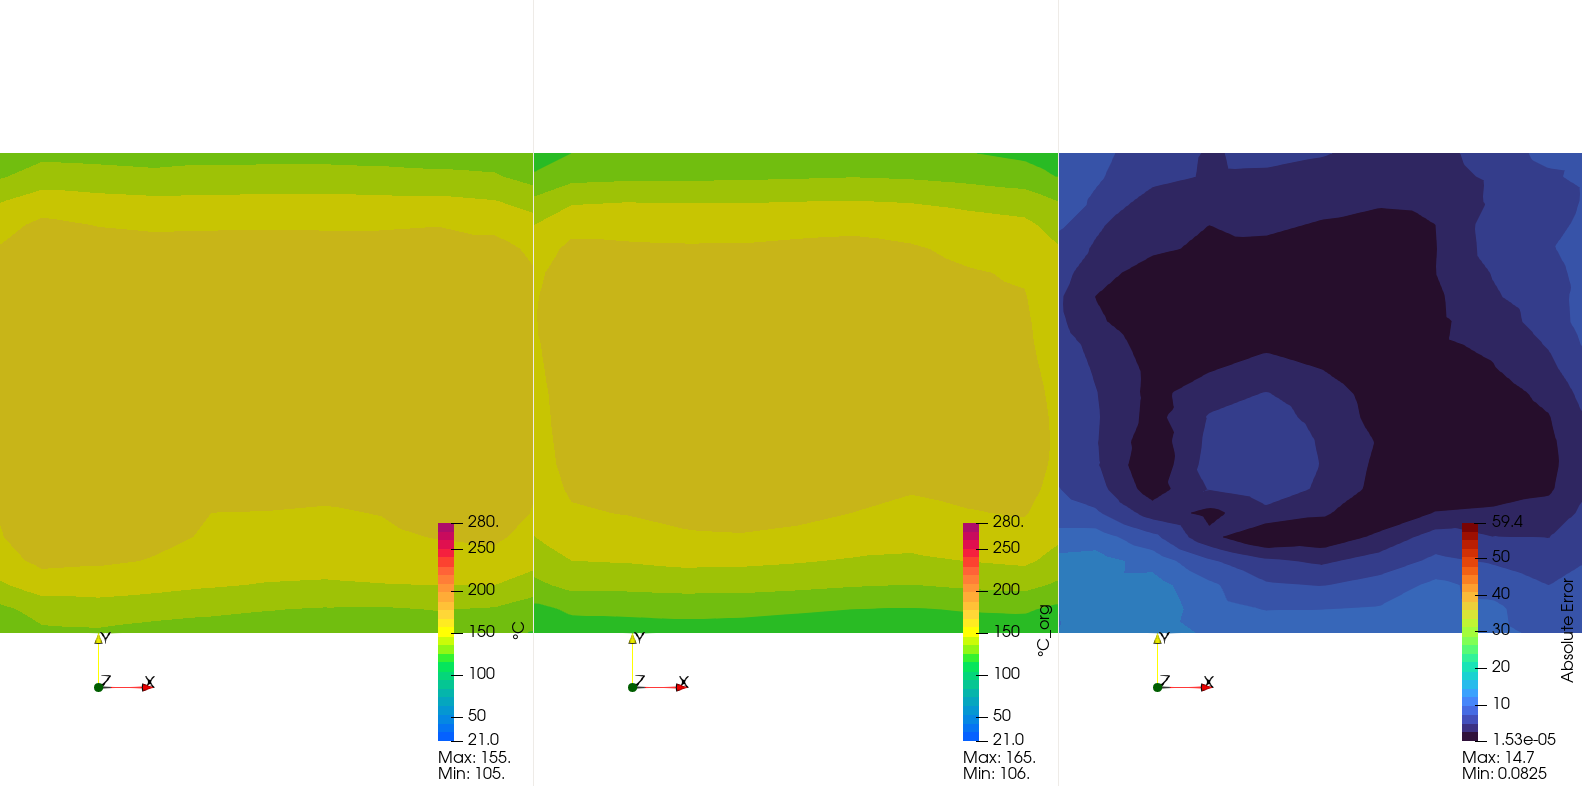 280.
250
200
150
100
50
21.0
°C
Max: 155.
Min: 105.
Y
Z
X
280.
250
200
150
100
50
21.0
°C_org
Max: 165.
Min: 106.
Y
Z
X
59.4
50
40
30
20
10
1.53e-05
Absolute Error
Max: 14.7
Min: 0.0825
Y
Z
X